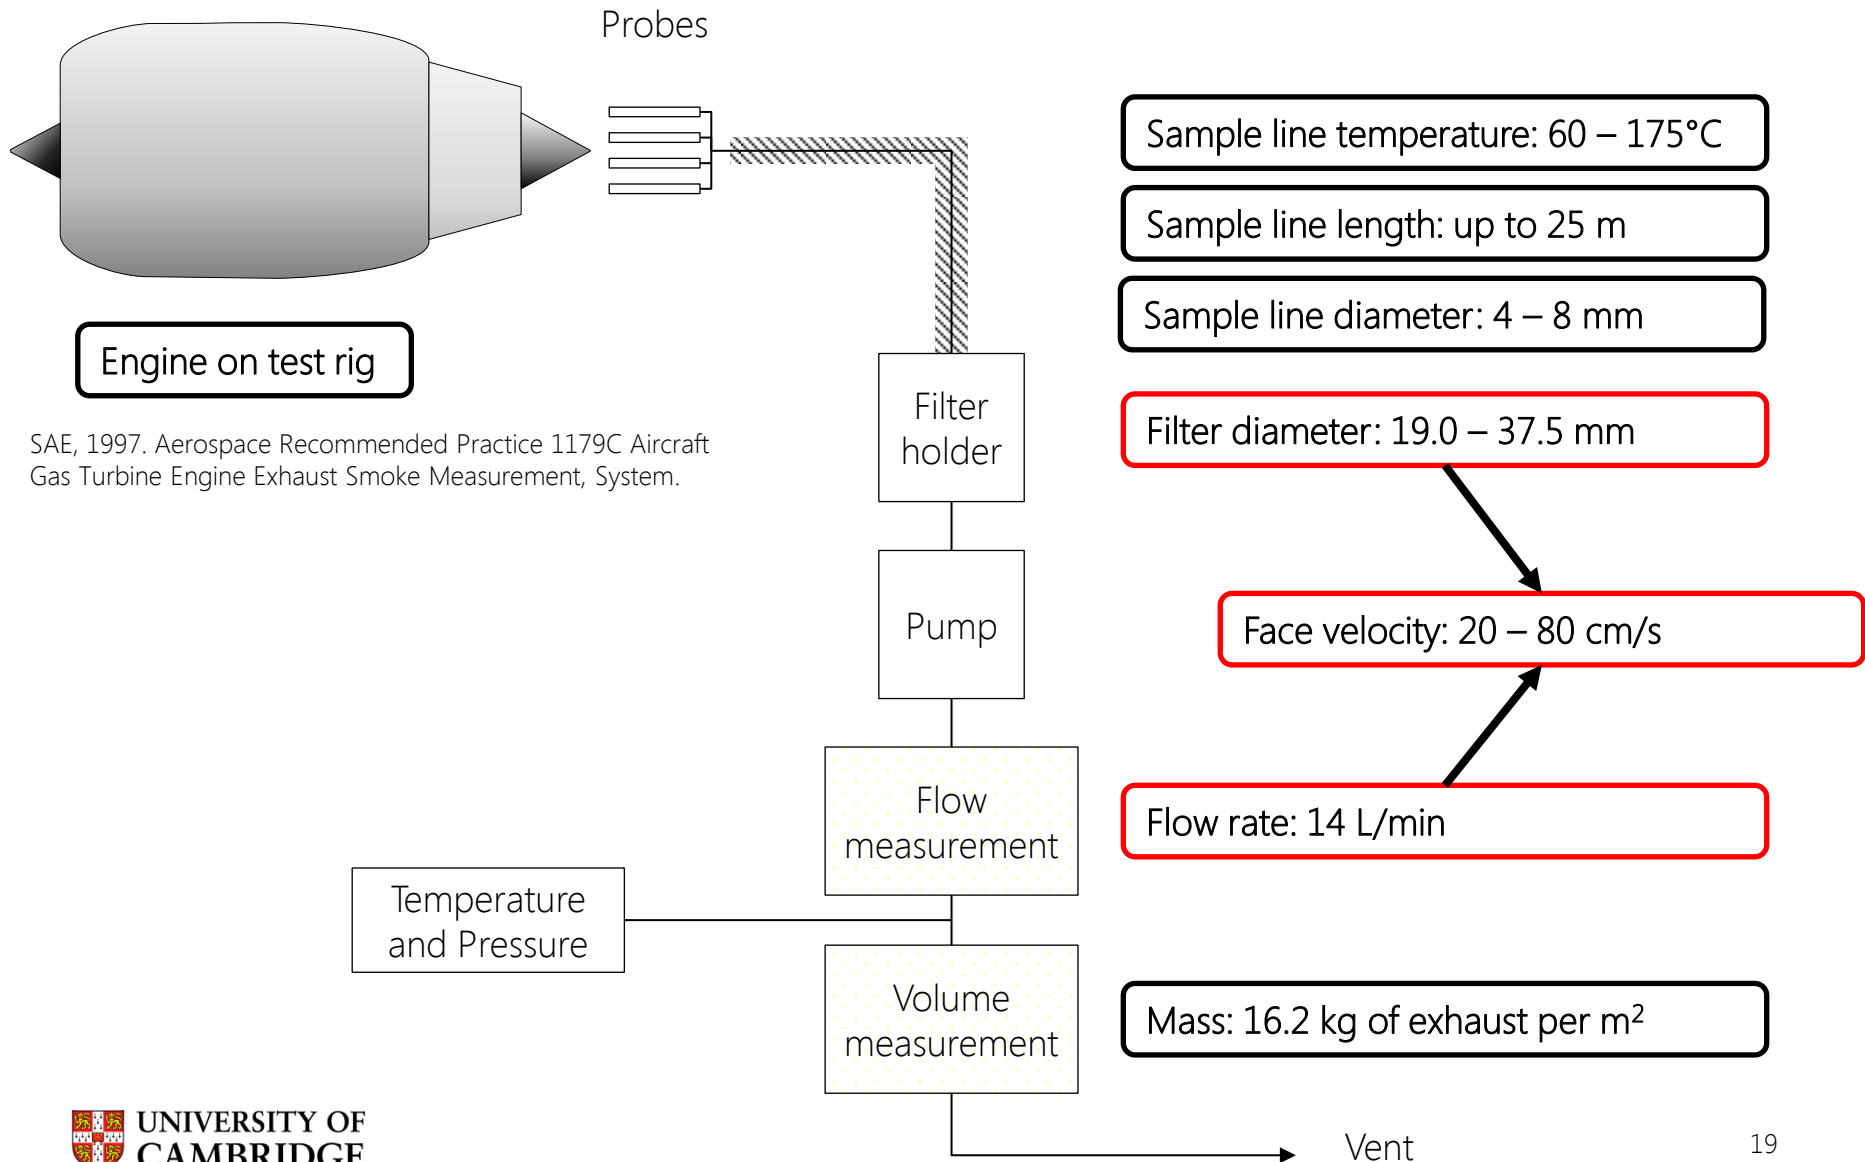 Probes
Sample line temperature: 60 – 175°C
Sample line length: up to 25 m
Sample line diameter: 4 – 8 mm
Engine on test rig
SAE, 1997. Aerospace Recommended Practice 1179C Aircraft
Gas Turbine Engine Exhaust Smoke Measurement, System.
Filter
holder
Filter diameter: 19.0 – 37.5 mm
Pump
Face velocity: 20 – 80 cm/s
Flow
measurement
Flow rate: 14 L/min
Temperature
and Pressure
Volume
measurement
Mass: 16.2 kg of exhaust per m²
UNIVERSITY OF
CAMBRIDGE
Vent
19